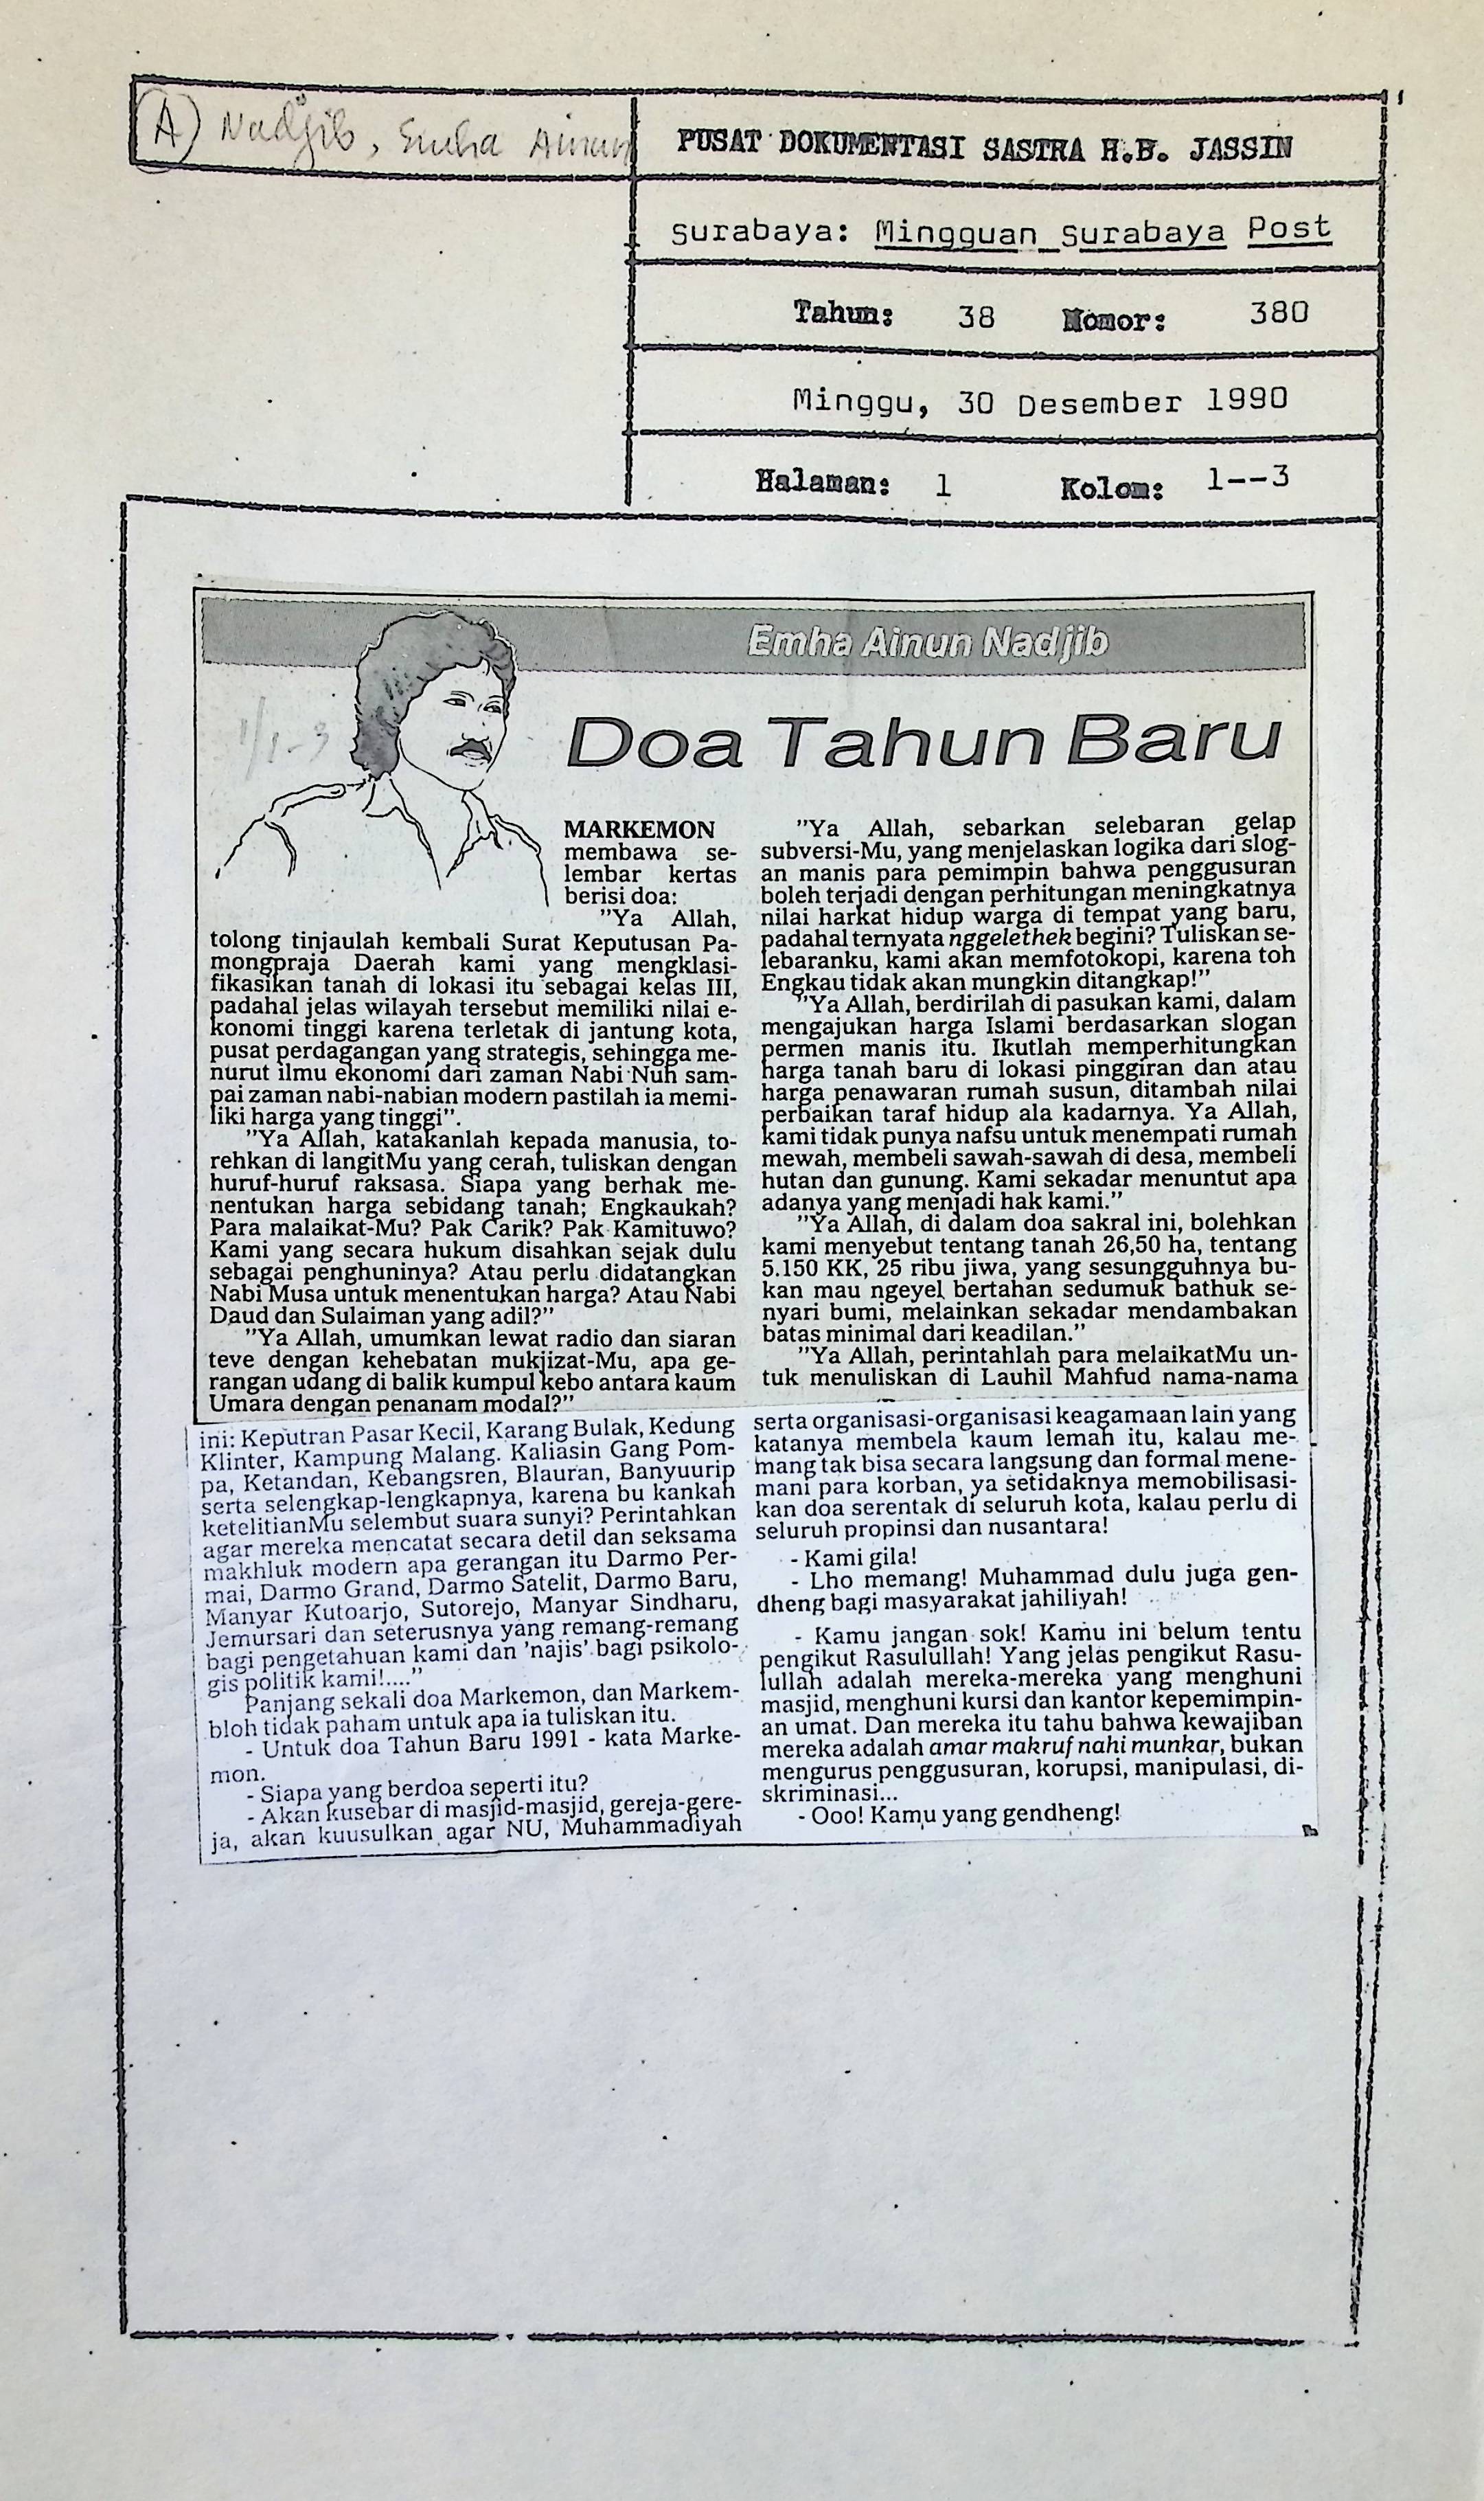 A) Nadjib, Emha Ainun
PUSAT DOKUMENTASI SASTRA H.B. JASSIN
Surabaya: Mingguan Surabaya Post
Tahun: 38 Nomor: 380
Minggu, 30 Desember 1990
Halaman: 1 Kolom: 1--3
Emha Ainun Nadjib
1/1-3
Doa Tahun Baru
MARKEMON
membawa se-
lembar kertas
berisi doa:
"Ya Allah,
tolong tinjaulah kembali Surat Keputusan Pa-
mongpraja Daerah kami yang mengklasi-
fikasikan tanah di lokasi itu sebagai kelas III,
padahal jelas wilayah tersebut memiliki nilai e-
konomi tinggi karena terletak di jantung kota,
pusat perdagangan yang strategis, sehingga me-
nurut ilmu ekonomi dari zaman Nabi Nuh sam-
pai zaman nabi-nabian modern pastilah ia memi-
liki harga yang tinggi".
"Ya Allah, katakanlah kepada manusia, to-
rehkan di langitMu yang cerah, tuliskan dengan
huruf-huruf raksasa. Siapa yang berhak me-
nentukan harga sebidang tanah; Engkaukah?
Para malaikat-Mu? Pak Carik? Pak Kamituwo?
Kami yang secara hukum disahkan sejak dulu
sebagai penghuninya? Atau perlu didatangkan
Nabi Musa untuk menentukan harga? Atau Nabi
Daud dan Sulaiman yang adil?"
"Ya Allah, umumkan lewat radio dan siaran
teve dengan kehebatan mukjizat-Mu, apa ge-
rangan udang di balik kumpul kebo antara kaum
Umara dengan penanam modal?"
"Ya Allah, sebarkan selebaran gelap
subversi-Mu, yang menjelaskan logika dari slog-
an manis para pemimpin bahwa penggusuran
boleh terjadi dengan perhitungan meningkatnya
nilai harkat hidup warga di tempat yang baru,
padahal ternyata nggelethek begini? Tuliskan se-
lebaranku, kami akan memfotokopi, karena toh
Engkau tidak akan mungkin ditangkap!"
"Ya Allah, berdirilah di pasukan kami, dalam
mengajukan harga Islami berdasarkan slogan
permen manis itu. Ikutlah memperhitungkan
harga tanah baru di lokasi pinggiran dan atau
harga penawaran rumah susun, ditambah nilai
perbaikan taraf hidup ala kadarnya. Ya Allah,
kami tidak punya nafsu untuk menempati rumah
mewah, membeli sawah-sawah di desa, membeli
hutan dan gunung. Kami sekadar menuntut apa
adanya yang menjadi hak kami."
"Ya Allah, di dalam doa sakral ini, bolehkan
kami menyebut tentang tanah 26,50 ha, tentang
5.150 KK, 25 ribu jiwa, yang sesungguhnya bu-
kan mau ngeyel bertahan sedumuk bathuk se-
nyari bumi, melainkan sekadar mendambakan
batas minimal dari keadilan."
"Ya Allah, perintahlah para melaikatMu un-
tuk menuliskan di Lauhil Mahfud nama-nama
ini: Keputran Pasar Kecil, Karang Bulak, Kedung
Klinter, Kampung Malang. Kaliasin Gang Pom-
pa, Ketandan, Kebangsren, Blauran, Banyuurip
serta selengkap-lengkapnya, karena bu kankah
ketelitianMu selembut suara sunyi? Perintahkan
agar mereka mencatat secara detil dan seksama
makhluk modern apa gerangan itu Darmo Per-
mai, Darmo Grand, Darmo Satelit, Darmo Baru,
Manyar Kutoarjo, Sutorejo, Manyar Sindharu,
Jemursari dan seterusnya yang remang-remang
bagi pengetahuan kami dan 'najis' bagi psikolo-
gis politik kami!...."
Panjang sekali doa Markemon, dan Markem-
bloh tidak paham untuk apa ia tuliskan itu.
- Untuk doa Tahun Baru 1991 - kata Marke-
mon.
- Siapa yang berdoa seperti itu?
- Akan kusebar di masjid-masjid, gereja-gere-
ja, akan kuusulkan agar NU, Muhammadiyah
serta organisasi-organisasi keagamaan lain yang
katanya membela kaum lemah itu, kalau me-
mang tak bisa secara langsung dan formal mene-
mani para korban, ya setidaknya memobilisasi-
kan doa serentak di seluruh kota, kalau perlu di
seluruh propinsi dan nusantara!
- Kami gila!
- Lho memang! Muhammad dulu juga gen-
dheng bagi masyarakat jahiliyah!
- Kamu jangan sok! Kamu ini belum tentu
pengikut Rasulullah! Yang jelas pengikut Rasu-
lullah adalah mereka-mereka yang menghuni
masjid, menghuni kursi dan kantor kepemimpin-
an umat. Dan mereka itu tahu bahwa kewajiban
mereka adalah amar makruf nahi munkar, bukan
mengurus penggusuran, korupsi, manipulasi, di-
skriminasi...
- Ooo! Kamu yang gendheng!